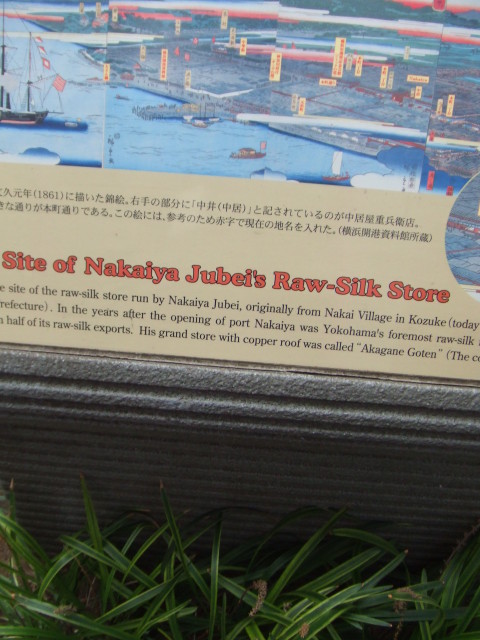 久元年(1861)に描いた錦絵。右手の部分に「中井(中居)」と記されているのが中居屋重兵衛店。
きな通りが本町通りである。この絵には、参考のため赤字で現在の地名を入れた。(横浜開港資料館所蔵)
Site of Nakaiya Jubei's Raw-Silk Store
e site of the raw-silk store run by Nakaiya Jubei, originally from Nakai Village in Kozuke (today
refecture). In the years after the opening of port Nakaiya was Yokohama's foremost raw-silk
n half of its raw-silk exports. His grand store with copper roof was called "Akagane Goten" (The co